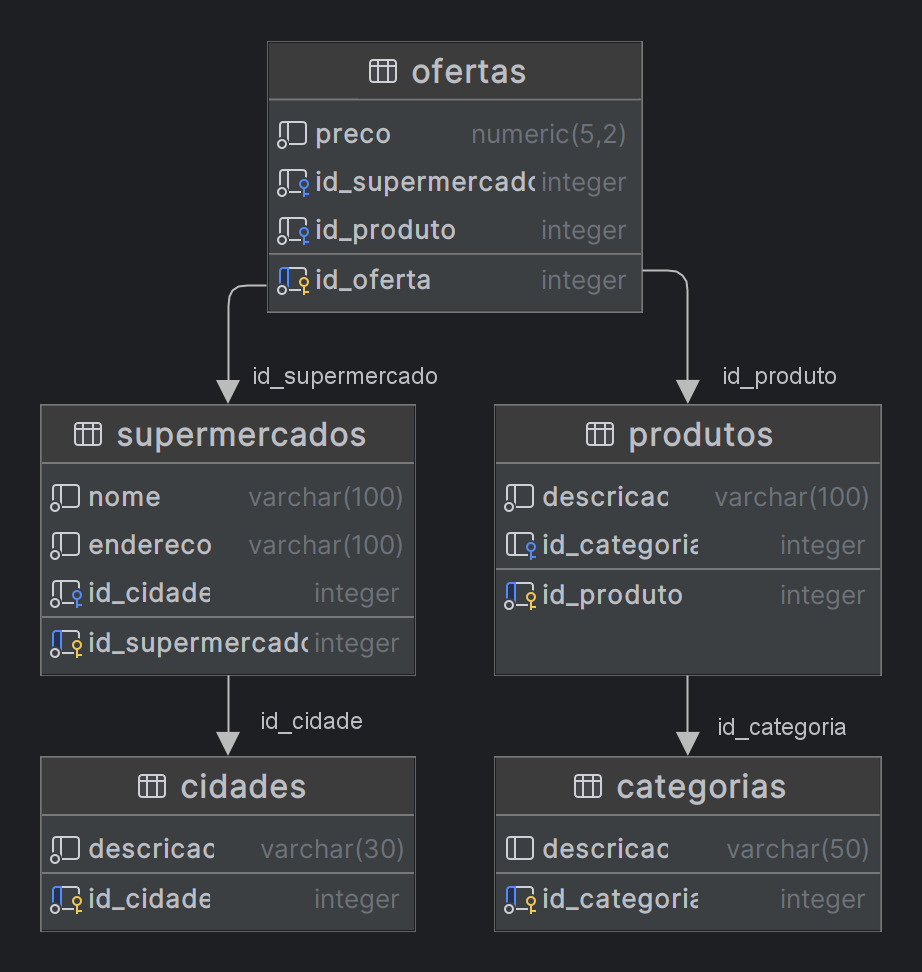 ofertas
preco numeric(5,2)
id_supermercado integer
id_produto integer
id_oferta integer
id_supermercado
id_produto
supermercados
nome varchar(100)
endereco varchar(100)
id_cidade integer
id_supermercado integer
produtos
descricao varchar(100)
id_categoria integer
id_produto integer
id_cidade
id_categoria
cidades
descricao varchar(30)
id_cidade integer
categorias
descricao varchar(50)
id_categoria integer